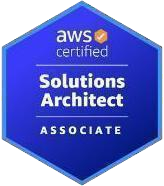 aws
certified
Solutions
Architect
ASSOCIATE